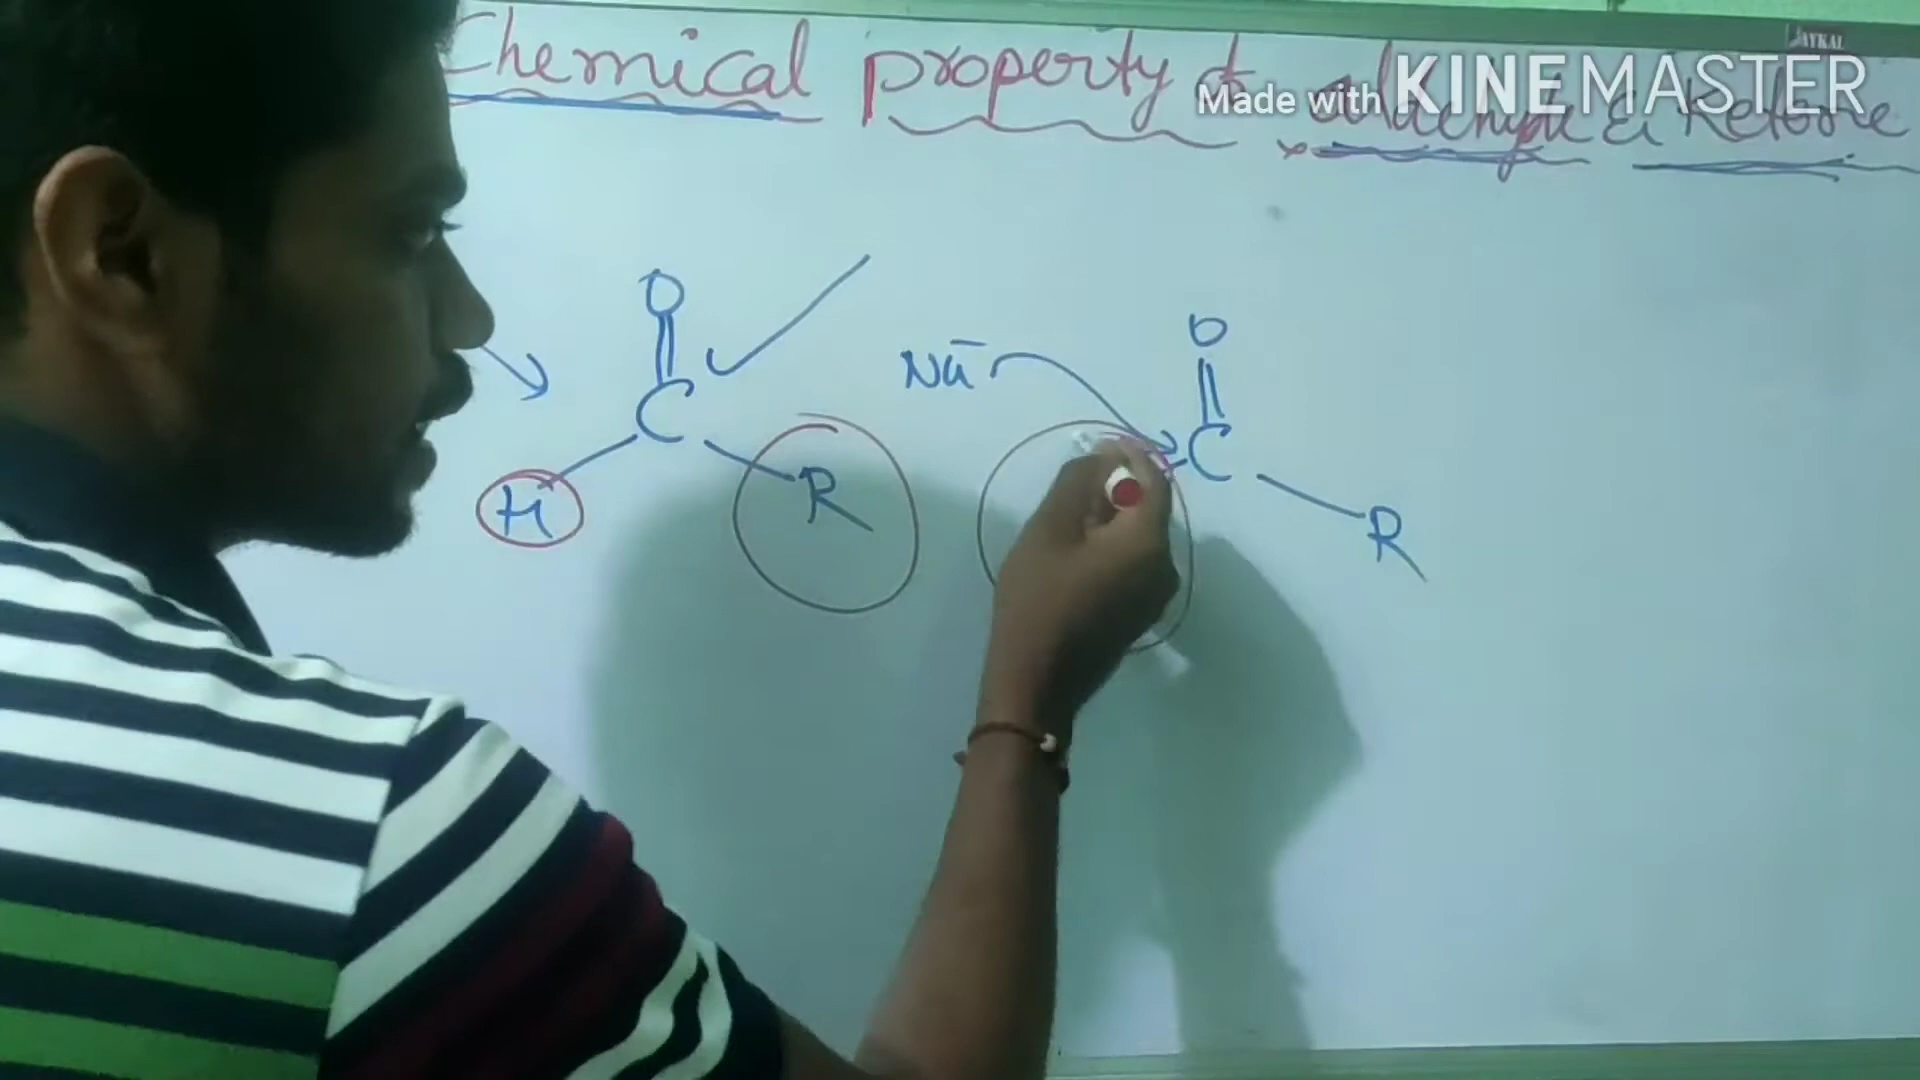 Chemical property of aldehyde & Ketone
Made with KINEMASTER
O
O
Nu⁻
C
C
H
R
R